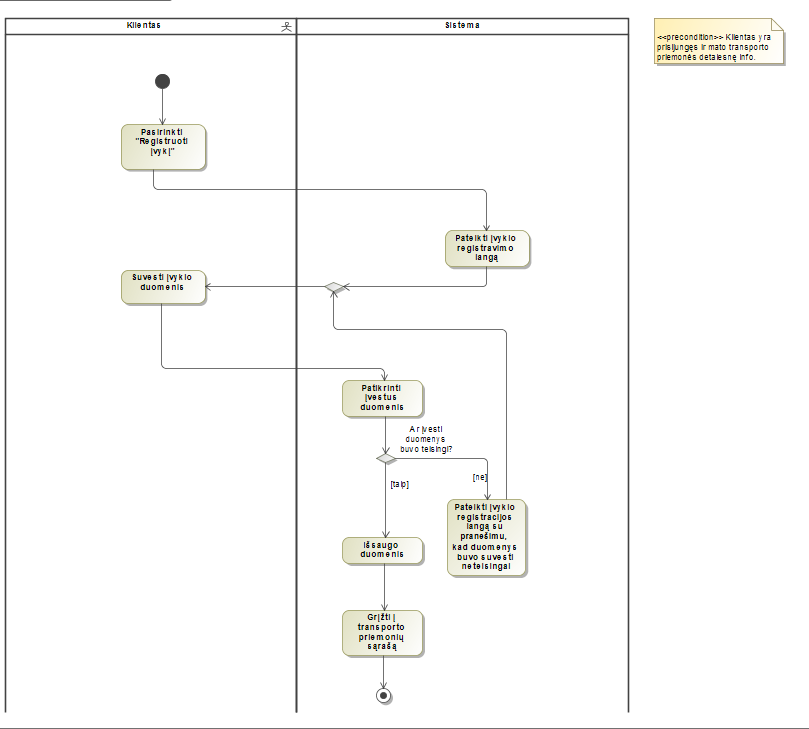 Klientas
Sistema
<<precondition>> Klientas yra
prisijungęs ir mato transporto
priemonės detalesnę info.
Pasirinkti
"Registruoti
įvykį"
Pateikti įvykio
registravimo
langą
Suvesti įvykio
duomenis
Patikrinti
įvestus
duomenis
Ar įvesti
duomenys
buvo teisingi?
[ne]
[taip]
Pateikti įvykio
registracijos
langą su
pranešimu,
kad duomenys
buvo suvesti
neteisingai
Išsaugo
duomenis
Grįžti į
transporto
priemonių
sąrašą